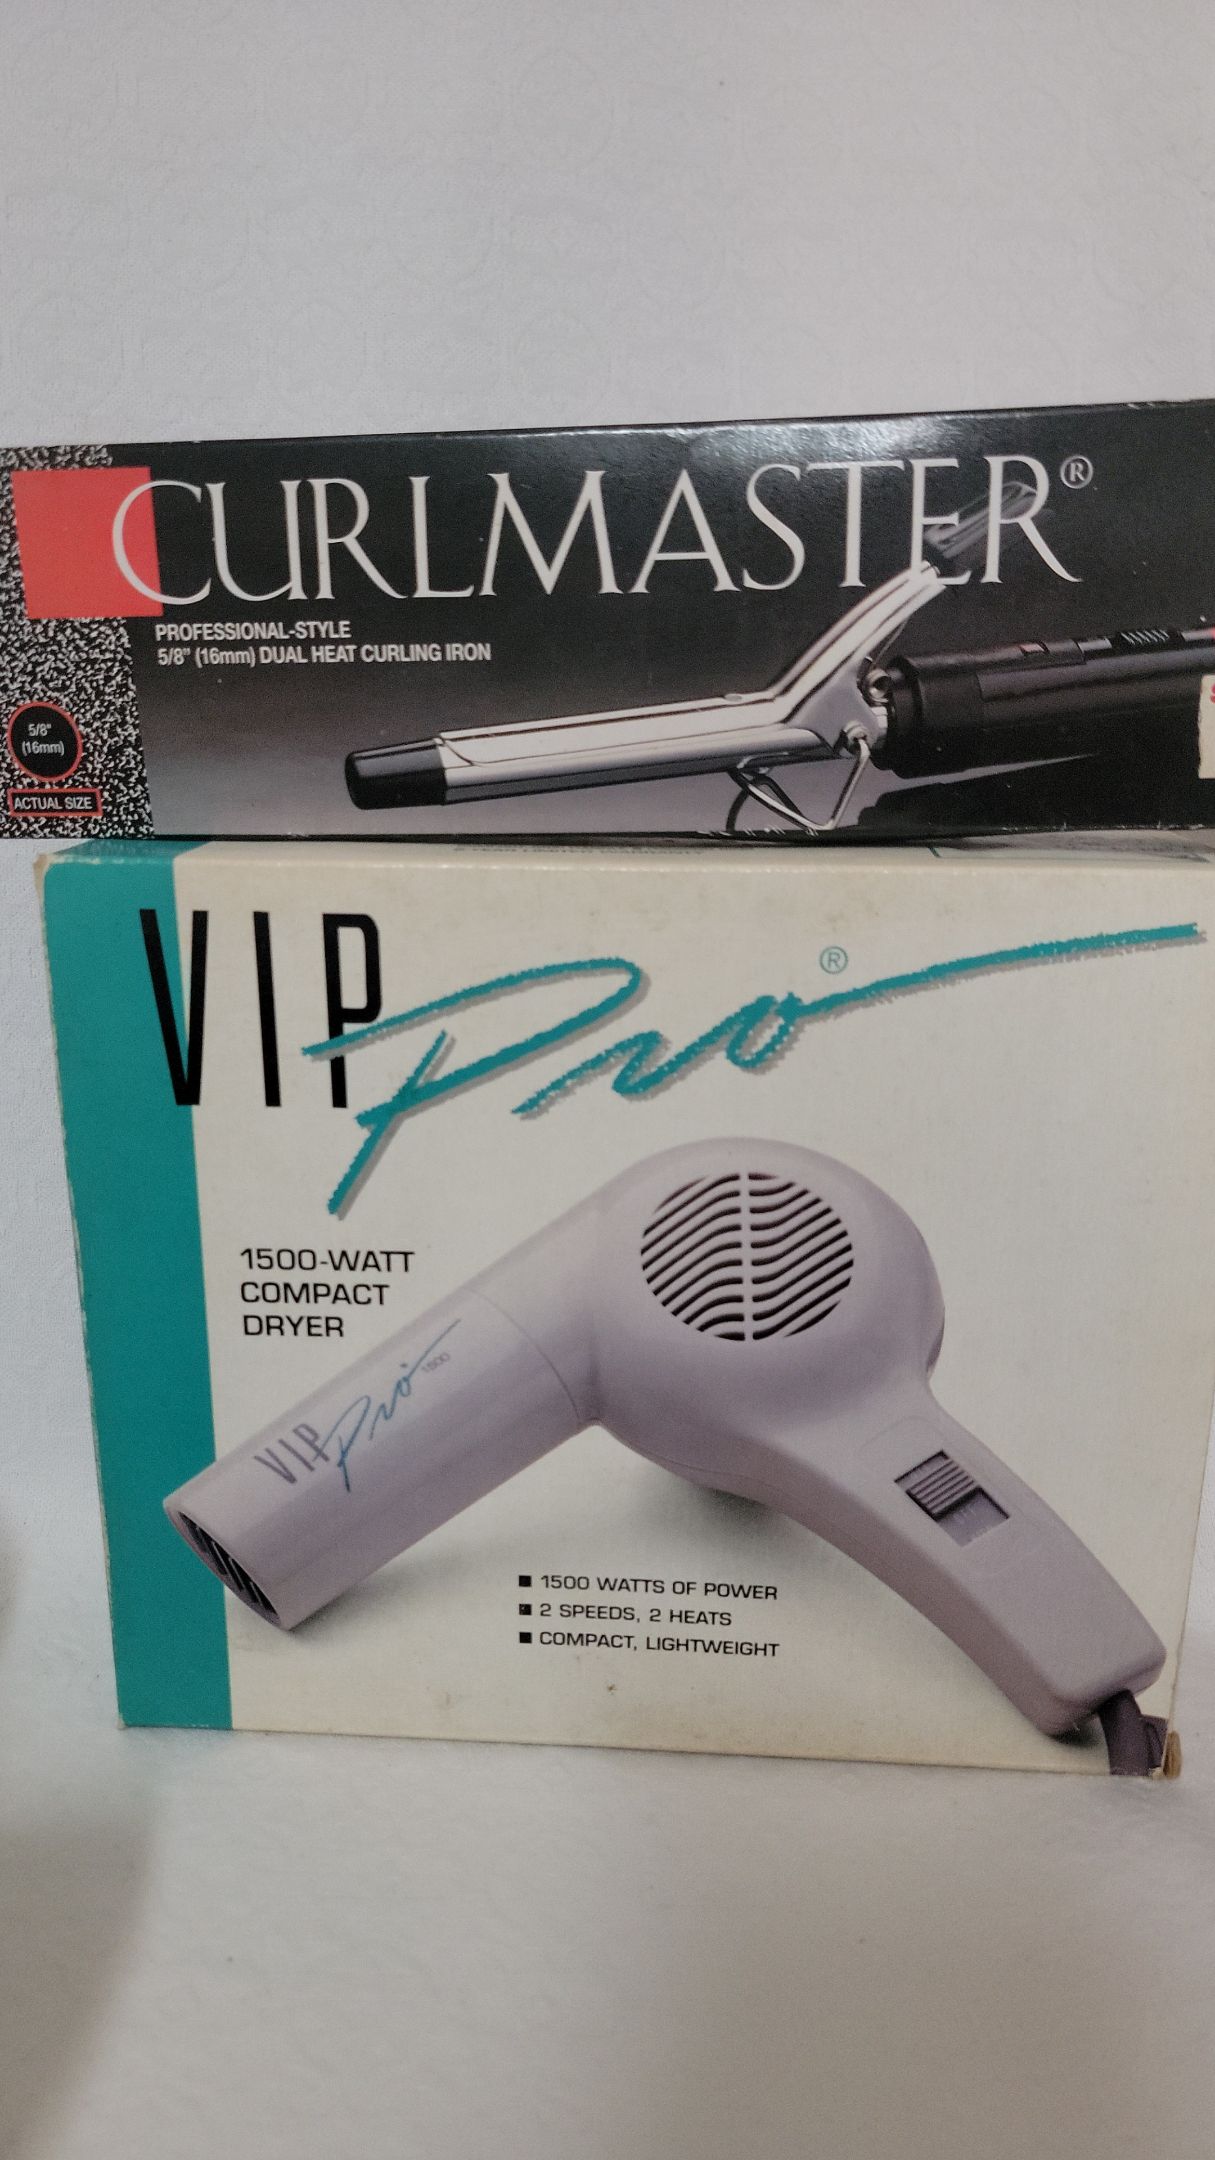 CURLMASTER®
PROFESSIONAL-STYLE
5/8" (16mm) DUAL HEAT CURLING IRON
5/8"
(16mm)
ACTUAL SIZE
VIP Pro®
1500-WATT
COMPACT
DRYER
VIP Pro 1500
■ 1500 WATTS OF POWER
■ 2 SPEEDS, 2 HEATS
■ COMPACT, LIGHTWEIGHT